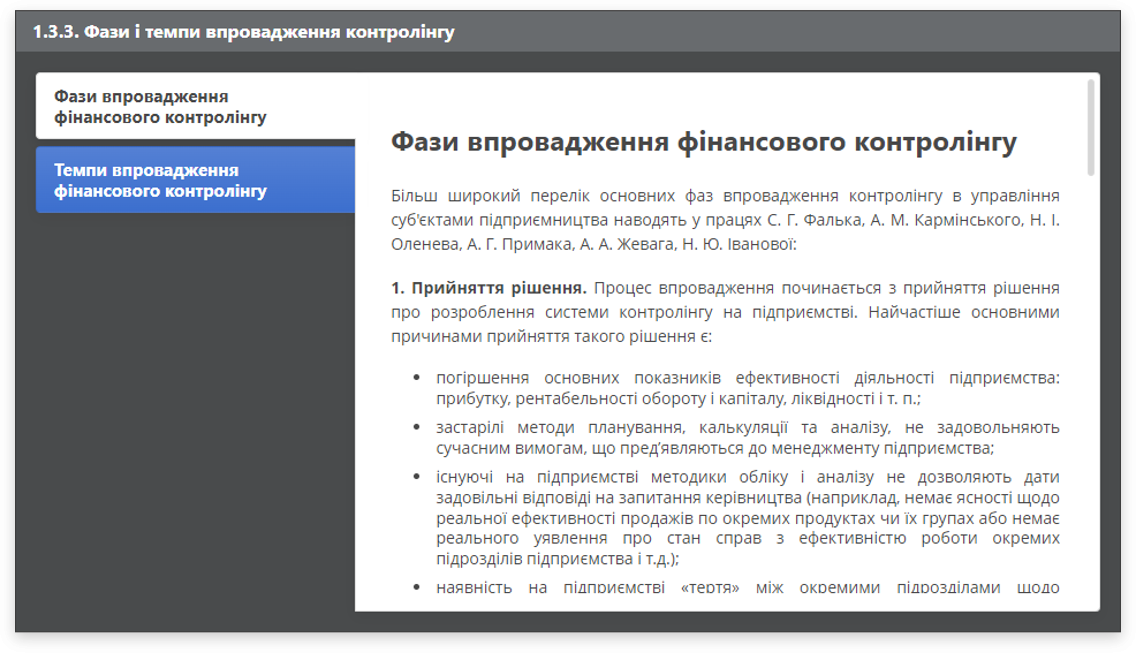 1.3.3. Фази і темпи впровадження контролінгу
Фази впровадження
фінансового контролінгу
Темпи впровадження
фінансового контролінгу
Фази впровадження фінансового контролінгу
Більш широкий перелік основних фаз впровадження контролінгу в управління
суб'єктами підприємництва наводять у працях С. Г. Фалька, А. М. Кармінського, Н. І.
Оленева, А. Г. Примака, А. А. Жевага, Н. Ю. Іванової:
1. Прийняття рішення. Процес впровадження починається з прийняття рішення
про розроблення системи контролінгу на підприємстві. Найчастіше основними
причинами прийняття такого рішення є:
• погіршення основних показників ефективності діяльності підприємства:
прибутку, рентабельності обороту і капіталу, ліквідності і т. п.;
• застарілі методи планування, калькуляції та аналізу, не задовольняють
сучасним вимогам, що пред’являються до менеджменту підприємства;
• існуючі на підприємстві методики обліку і аналізу не дозволяють дати
задовільні відповіді на запитання керівництва (наприклад, немає ясності щодо
реальної ефективності продажів по окремих продуктах чи їх групах або немає
реального уявлення про стан справ з ефективністю роботи окремих
підрозділів підприємства і т.д.);
• наявність на підприємстві «тертя» між окремими підрозділами щодо